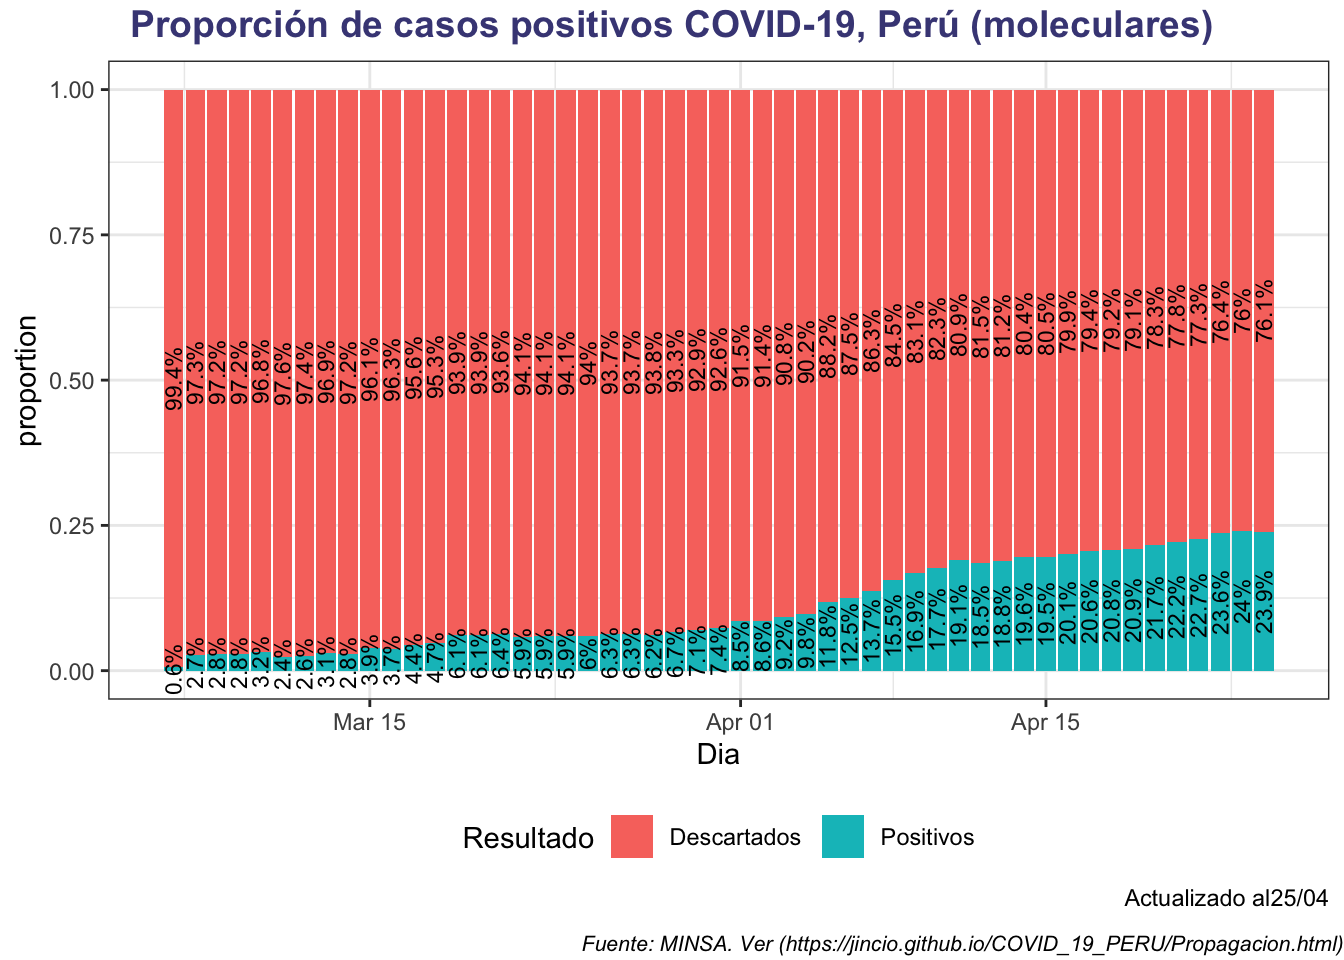 Proporción de casos positivos COVID-19, Perú (moleculares)
1.00
0.75
0.50
0.25
0.00
proportion
99.4% 97.3% 97.2% 97.2% 96.8% 97.6% 97.4% 96.9% 97.2% 96.1% 96.3% 95.6% 95.3% 93.9% 93.9% 93.6% 94.1% 94.1% 94.1% 94% 93.7% 93.7% 93.8% 93.3% 92.9% 92.6% 91.5% 91.4% 90.8% 90.2% 88.2% 87.5% 86.3% 84.5% 83.1% 82.3% 80.9% 81.5% 81.2% 80.4% 80.5% 79.9% 79.4% 79.2% 79.1% 78.3% 77.8% 77.3% 76.4% 76% 76.1%
0.6% 2.7% 2.8% 2.8% 3.2% 2.4% 2.6% 3.1% 2.8% 3.9% 3.7% 4.4% 4.7% 6.1% 6.1% 6.4% 5.9% 5.9% 5.9% 6% 6.3% 6.3% 6.2% 6.7% 7.1% 7.4% 8.5% 8.6% 9.2% 9.8% 11.8% 12.5% 13.7% 15.5% 16.9% 17.7% 19.1% 18.5% 18.8% 19.6% 19.5% 20.1% 20.6% 20.8% 20.9% 21.7% 22.2% 22.7% 23.6% 24% 23.9%
Mar 15 Apr 01 Apr 15
Dia
Resultado Descartados Positivos
Actualizado al25/04
Fuente: MINSA. Ver (https://jincio.github.io/COVID_19_PERU/Propagacion.html)